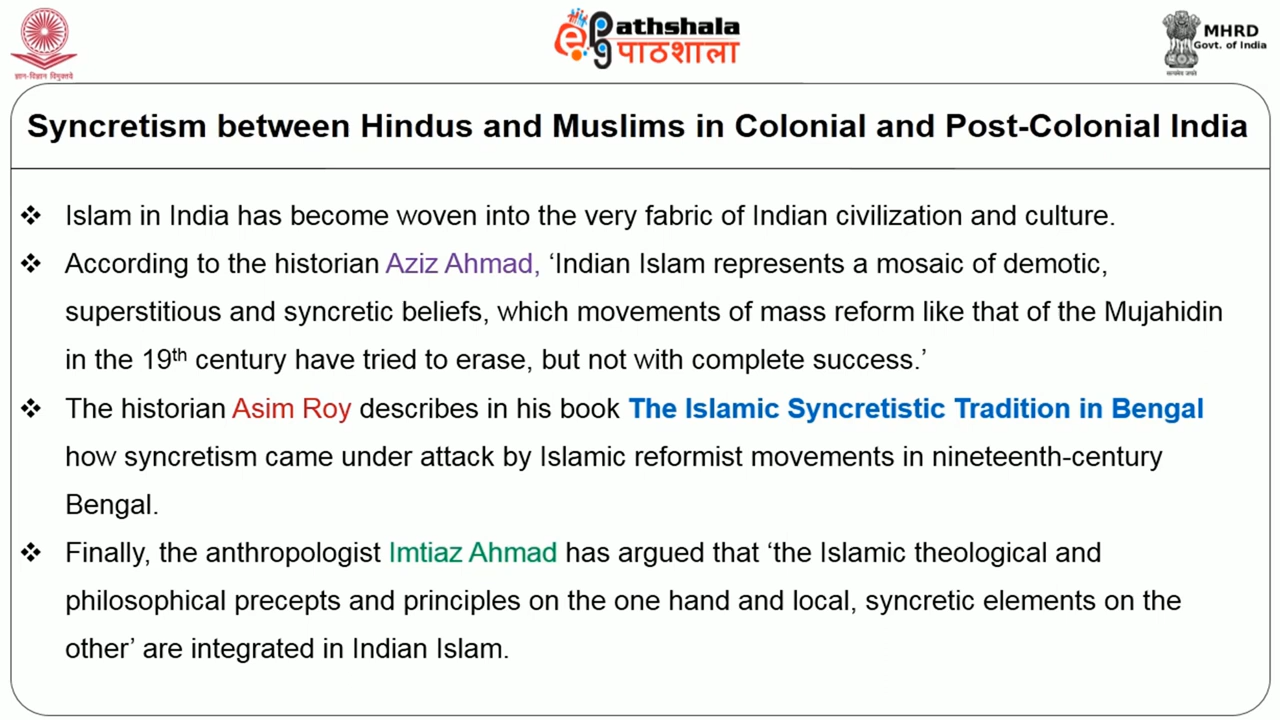 ज्ञान-विज्ञान विमुक्तये
ePathshala
पाठशाला
MHRD
Govt. of India
सत्यमेव जयते
Syncretism between Hindus and Muslims in Colonial and Post-Colonial India
❖ Islam in India has become woven into the very fabric of Indian civilization and culture.
❖ According to the historian Aziz Ahmad, ‘Indian Islam represents a mosaic of demotic,
superstitious and syncretic beliefs, which movements of mass reform like that of the Mujahidin
in the 19th century have tried to erase, but not with complete success.’
❖ The historian Asim Roy describes in his book The Islamic Syncretistic Tradition in Bengal
how syncretism came under attack by Islamic reformist movements in nineteenth-century
Bengal.
❖ Finally, the anthropologist Imtiaz Ahmad has argued that ‘the Islamic theological and
philosophical precepts and principles on the one hand and local, syncretic elements on the
other’ are integrated in Indian Islam.